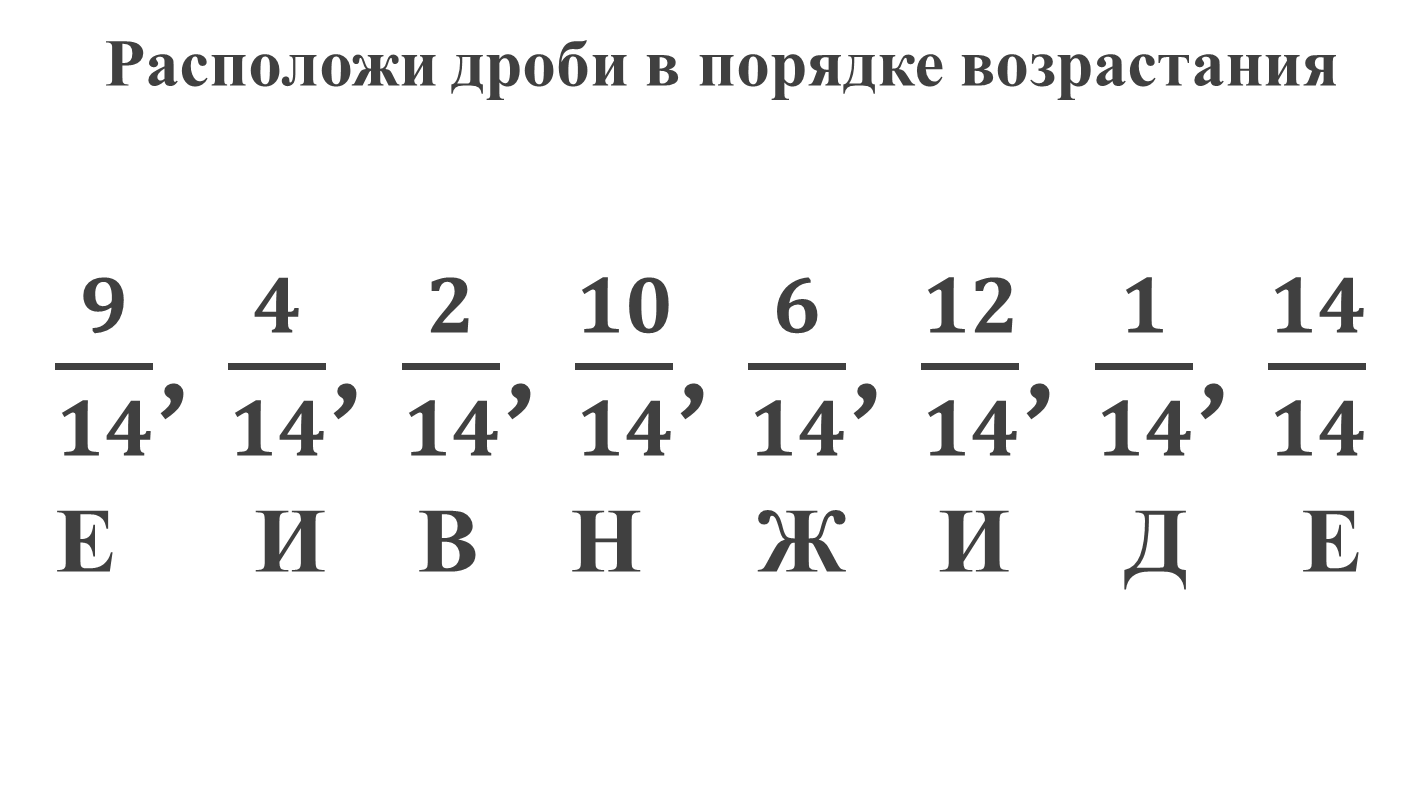 Расположи дроби в порядке возрастания
9/14, 4/14, 2/14, 10/14, 6/14, 12/14, 1/14, 14/14
Е И В Н Ж И Д Е